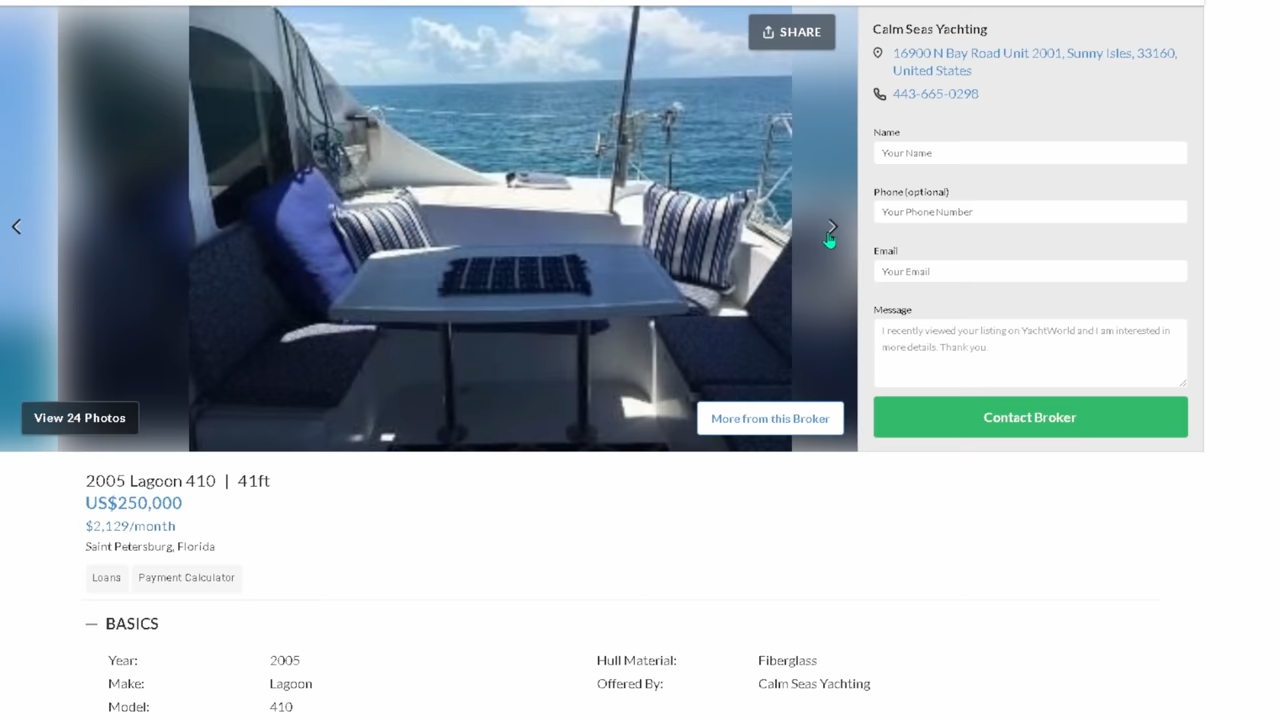 SHARE
View 24 Photos
More from this Broker
Calm Seas Yachting
16900 N Bay Road Unit 2001, Sunny Isles, 33160,
United States
443-665-0298
Name
Your Name
Phone (optional)
Your Phone Number
Email
Your Email
Message
I recently viewed your listing on YachtWorld and I am interested in
more details. Thank you.
Contact Broker
2005 Lagoon 410 | 41ft
US$250,000
$2,129/month
Saint Petersburg, Florida
Loans Payment Calculator
— BASICS
Year: 2005 Hull Material: Fiberglass
Make: Lagoon Offered By: Calm Seas Yachting
Model: 410